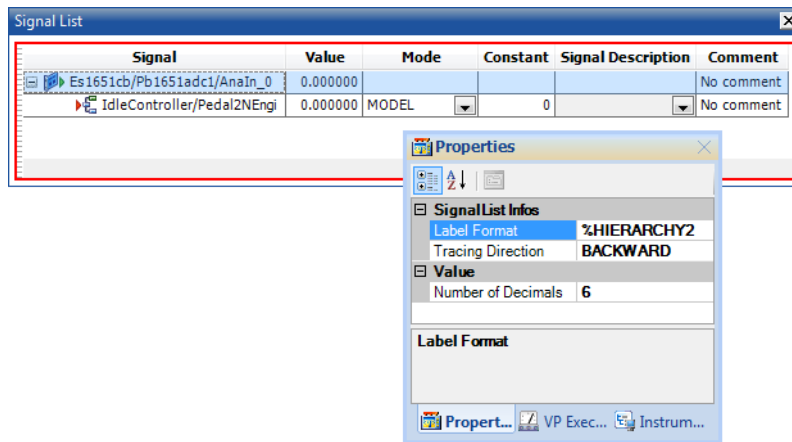 Signal List
Signal Value Mode Constant Signal Description Comment
Es1651cb/Pb1651adc1/AnaIn_0 0.000000 No comment
IdleController/Pedal2NEngi 0.000000 MODEL 0 No comment
Properties
SignalList Infos
Label Format %HIERARCHY2
Tracing Direction BACKWARD
Value
Number of Decimals 6
Label Format
Propert... VP Exec... Instrum...